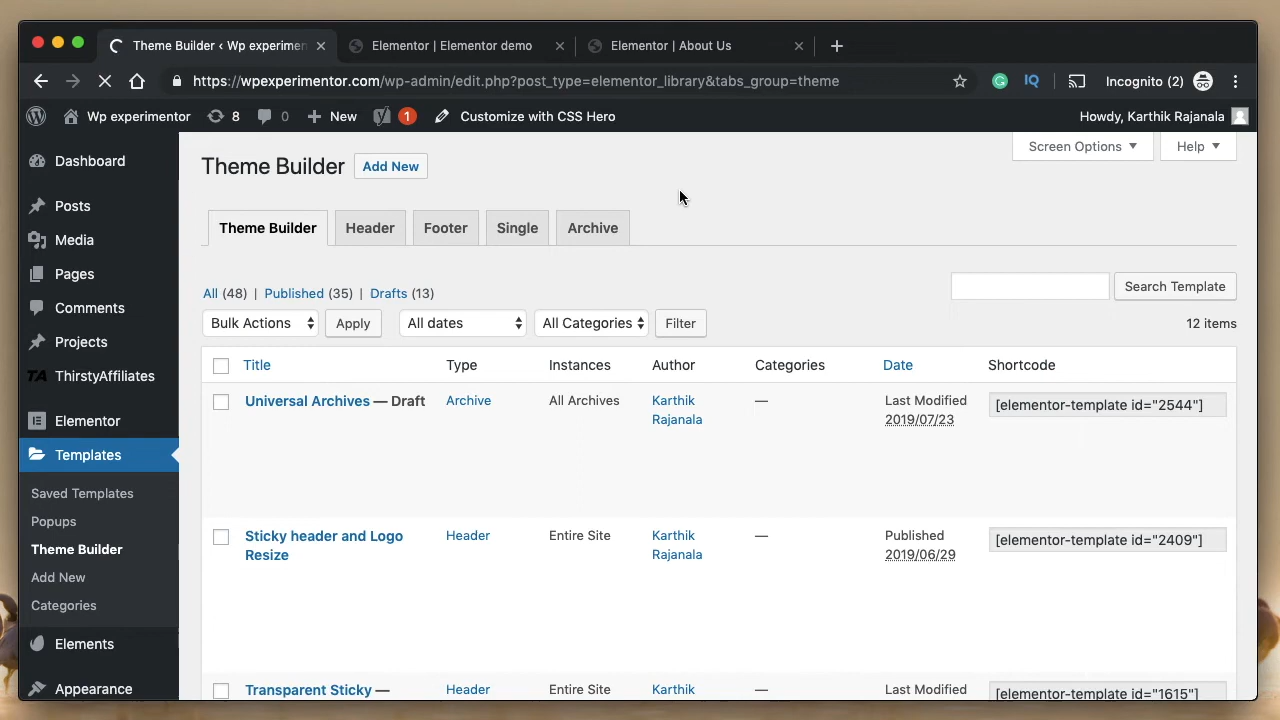 Theme Builder ‹ Wp experimen
Elementor | Elementor demo
Elementor | About Us
https://wpexperimentor.com/wp-admin/edit.php?post_type=elementor_library&tabs_group=theme
IQ
Incognito (2)
Wp experimentor
8
0
New
1
Customize with CSS Hero
Howdy, Karthik Rajanala
Dashboard
Posts
Media
Pages
Comments
Projects
TA ThirstyAffiliates
Elementor
Templates
Saved Templates
Popups
Theme Builder
Add New
Categories
Elements
Appearance
Theme Builder
Add New
Screen Options
Help
Theme Builder
Header
Footer
Single
Archive
All (48) | Published (35) | Drafts (13)
Search Template
Bulk Actions
Apply
All dates
All Categories
Filter
12 items
Title
Type
Instances
Author
Categories
Date
Shortcode
Universal Archives — Draft
Archive
All Archives
Karthik
Rajanala
—
Last Modified
2019/07/23
[elementor-template id="2544"]
Sticky header and Logo
Resize
Header
Entire Site
Karthik
Rajanala
—
Published
2019/06/29
[elementor-template id="2409"]
Transparent Sticky —
Header
Entire Site
Karthik
—
Last Modified
[elementor-template id="1615"]